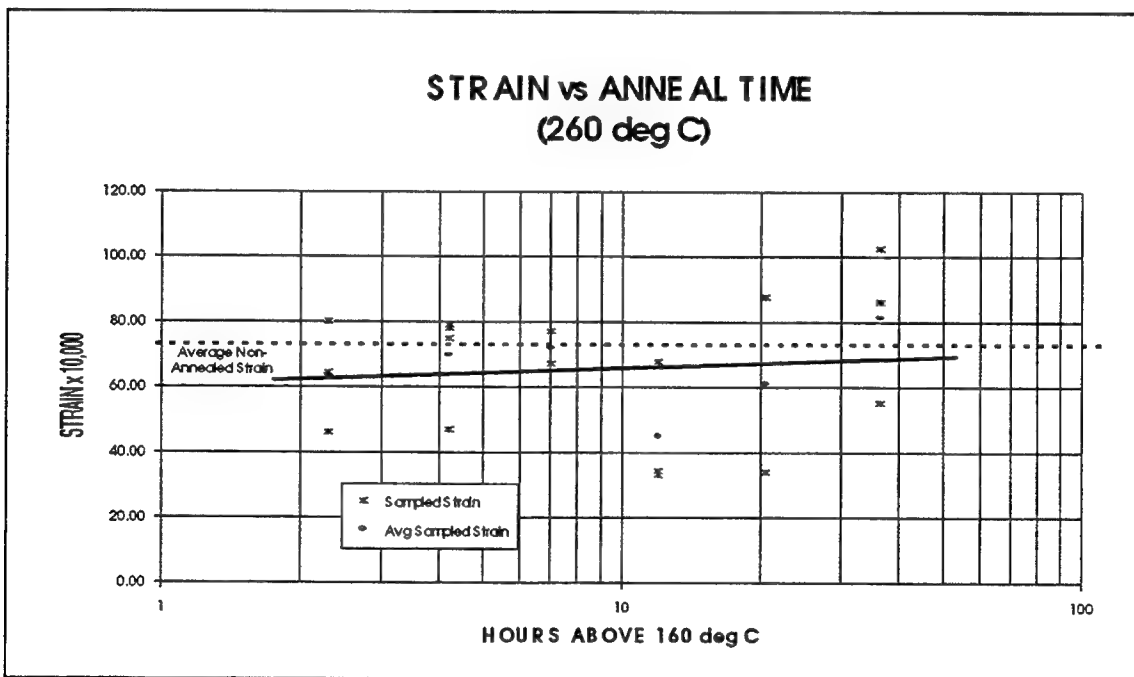 STRAIN vs ANNEAL TIME
(260 deg C)
120.00
100.00
80.00
60.00
40.00
20.00
0.00
STRAIN x 10,000
Average Non-
Annealed Strain
Sampled Strain
Avg Sampled Strain
1
10
100
HOURS ABOVE 160 deg C